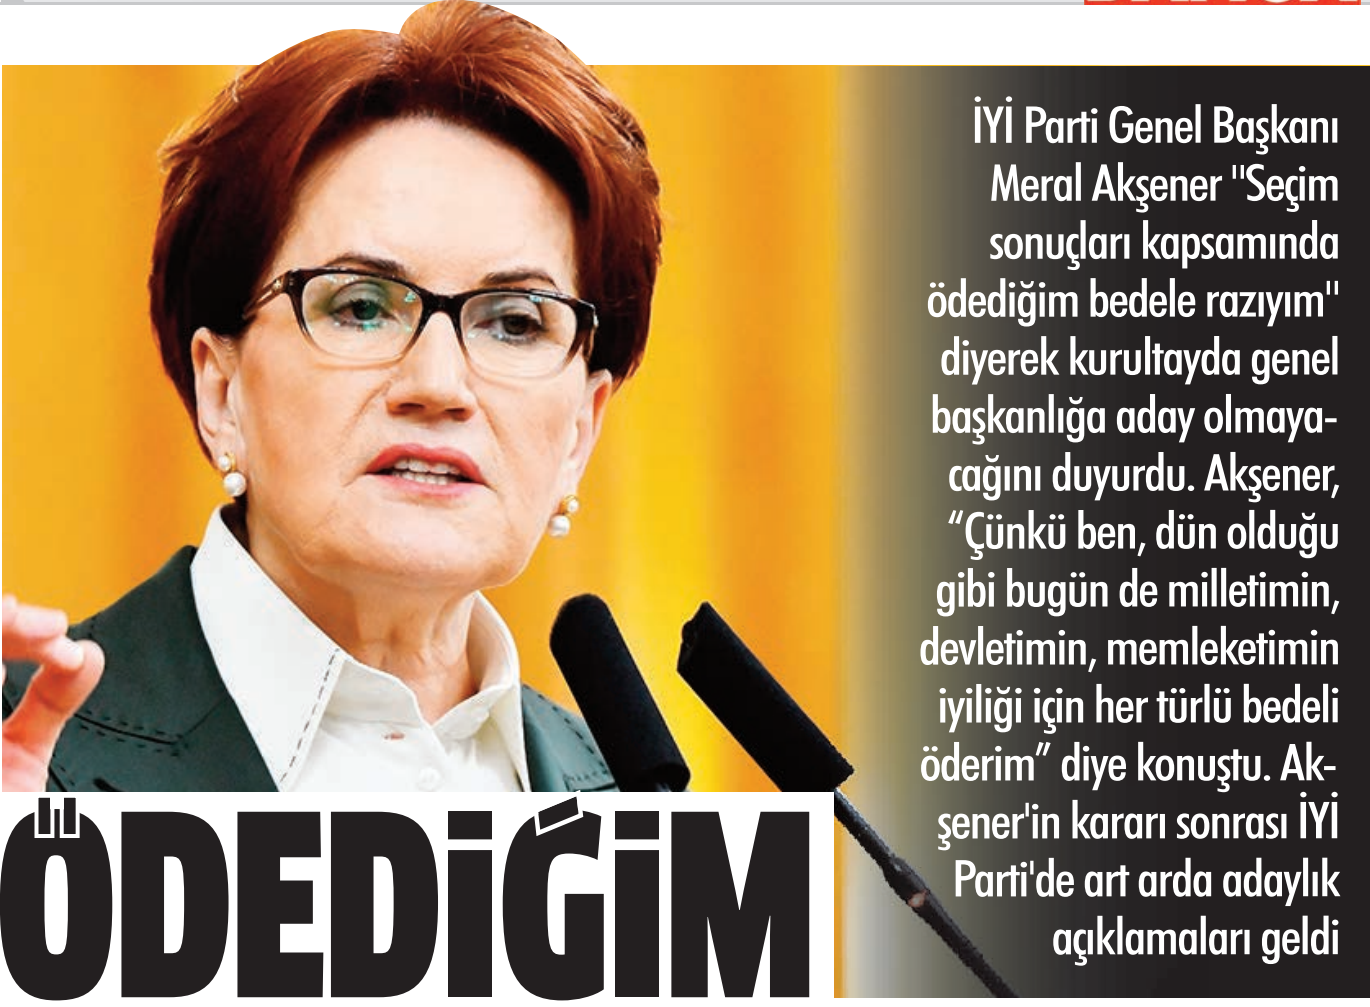 İYİ Parti Genel Başkanı
Meral Akşener "Seçim
sonuçları kapsamında
ödediğim bedele razıyım"
diyerek kurultayda genel
başkanlığa aday olmaya-
cağını duyurdu. Akşener,
“Çünkü ben, dün olduğu
gibi bugün de milletimin,
devletimin, memleketimin
iyiliği için her türlü bedeli
öderim” diye konuştu. Ak-
şener'in kararı sonrası İYİ
Parti'de art arda adaylık
açıklamaları geldi
ÖDEDİĞİM